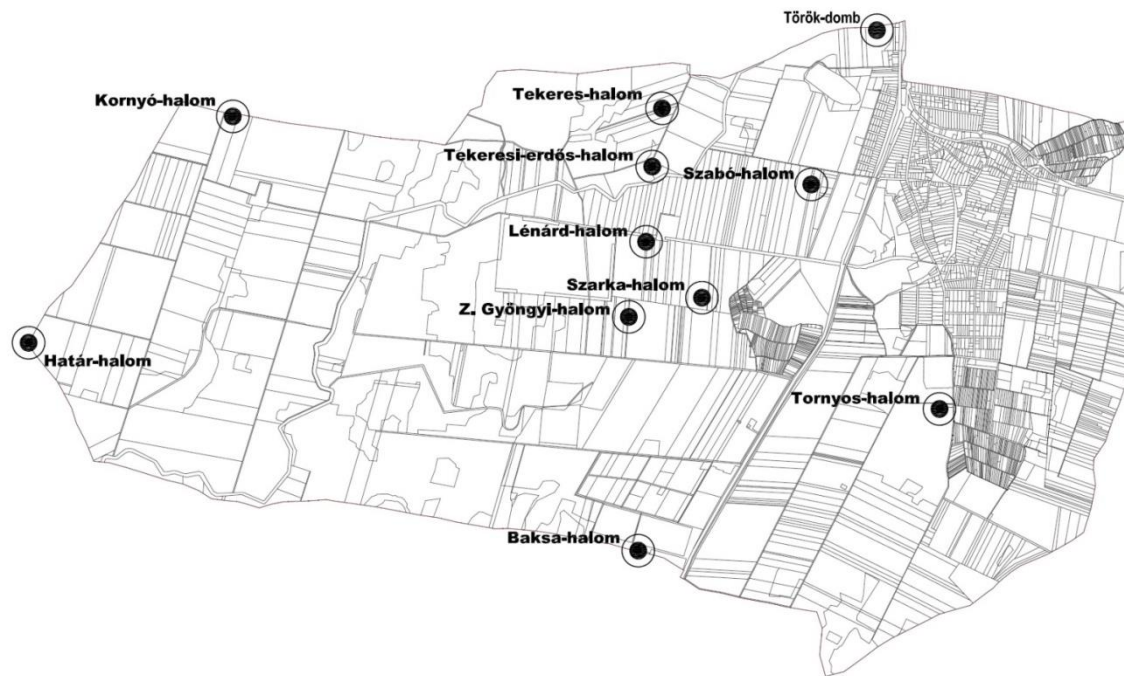 Török-domb
Kornyó-halom
Tekeres-halom
Tekeresi-erdős-halom
Szabó-halom
Lénárd-halom
Szarka-halom
Z. Gyöngyi-halom
Határ-halom
Tornyos-halom
Baksa-halom